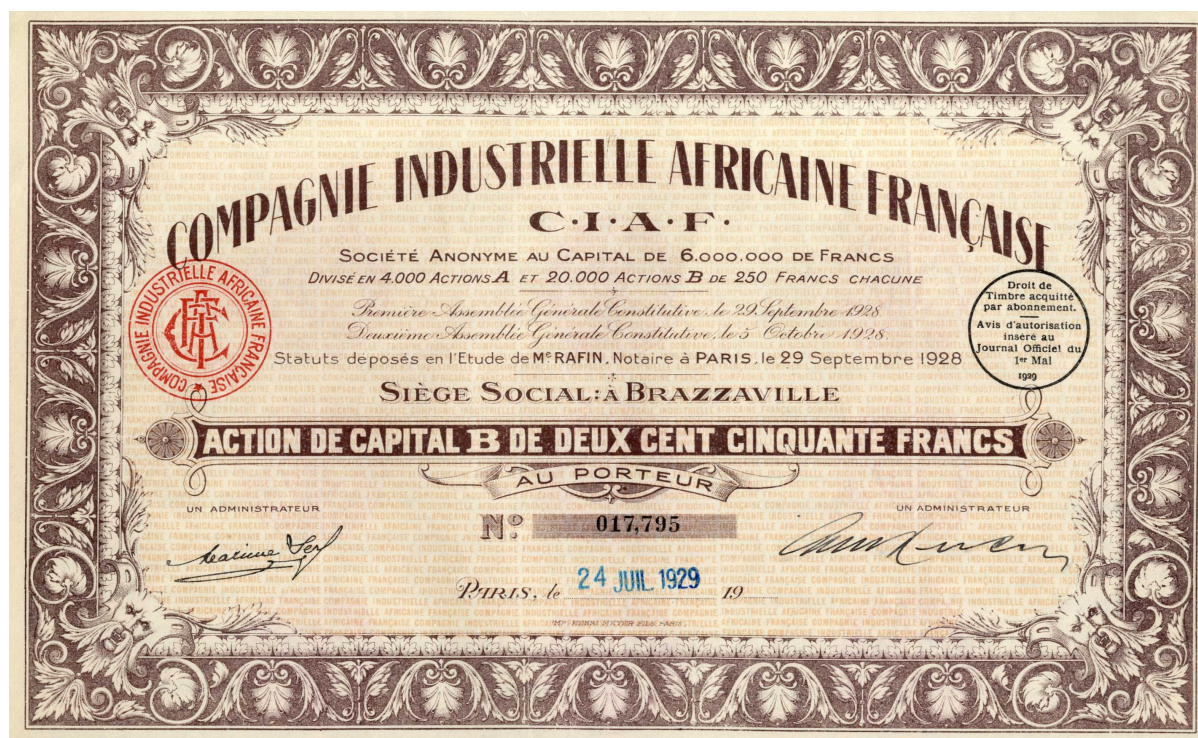 COMPAGNIE INDUSTRIELLE AFRICAINE FRANÇAISE
C·I·A·F·
SOCIÉTÉ ANONYME AU CAPITAL DE 6.000.000 DE FRANCS
DIVISÉ EN 4.000 ACTIONS A ET 20.000 ACTIONS B DE 250 FRANCS CHACUNE
Première Assemblée Générale Constitutive, le 29 Septembre 1928
Deuxième Assemblée Générale Constitutive, le 5 Octobre 1928.
Statuts déposés en l'Etude de Me RAFIN, Notaire à PARIS, le 29 Septembre 1928
COMPAGNIE INDUSTRIELLE AFRICAINE FRANÇAISE
Droit de
Timbre acquitté
par abonnement.
Avis d'autorisation
inséré au
Journal Officiel du
1er Mai
1929
SIÈGE SOCIAL: À BRAZZAVILLE
ACTION DE CAPITAL B DE DEUX CENT CINQUANTE FRANCS
AU PORTEUR
UN ADMINISTRATEUR
UN ADMINISTRATEUR
No. 017,795
PARIS, le 24 JUIL. 1929 19